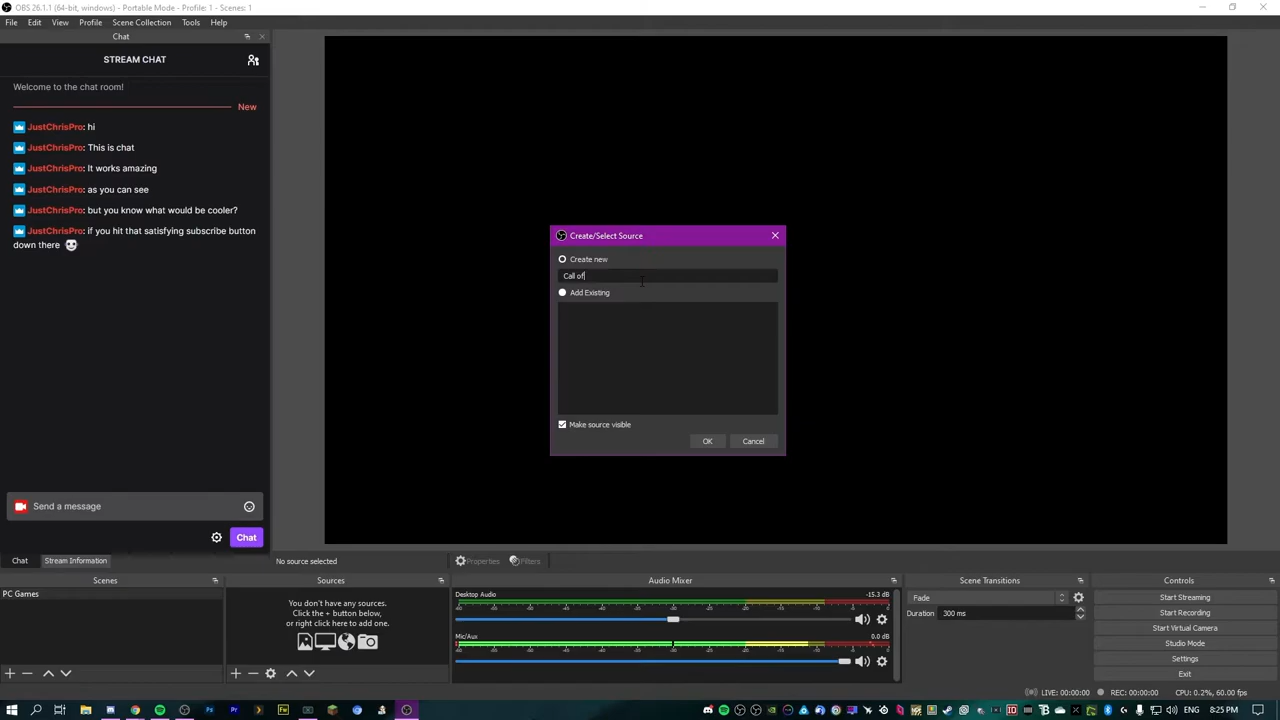 OBS 26.1.1 (64-bit, windows) - Portable Mode - Profile: 1 - Scenes: 1
File Edit View Profile Scene Collection Tools Help
Chat
STREAM CHAT
Welcome to the chat room!
New
JustChrisPro: hi
JustChrisPro: This is chat
JustChrisPro: It works amazing
JustChrisPro: as you can see
JustChrisPro: but you know what would be cooler?
JustChrisPro: if you hit that satisfying subscribe button
down there
Send a message
Chat
Create/Select Source
Create new
Call of
Add Existing
Make source visible
OK Cancel
Chat Stream Information
No source selected
Properties Filters
Scenes
PC Games
Sources
You don't have any sources.
Click the + button below,
or right click here to add one.
Audio Mixer
Desktop Audio -15.3 dB
Mic/Aux 0.0 dB
Scene Transitions
Fade
Duration 300 ms
Controls
Start Streaming
Start Recording
Start Virtual Camera
Studio Mode
Settings
Exit
LIVE: 00:00:00 REC: 00:00:00 CPU: 0.2%, 60.00 fps
ENG 8:25 PM